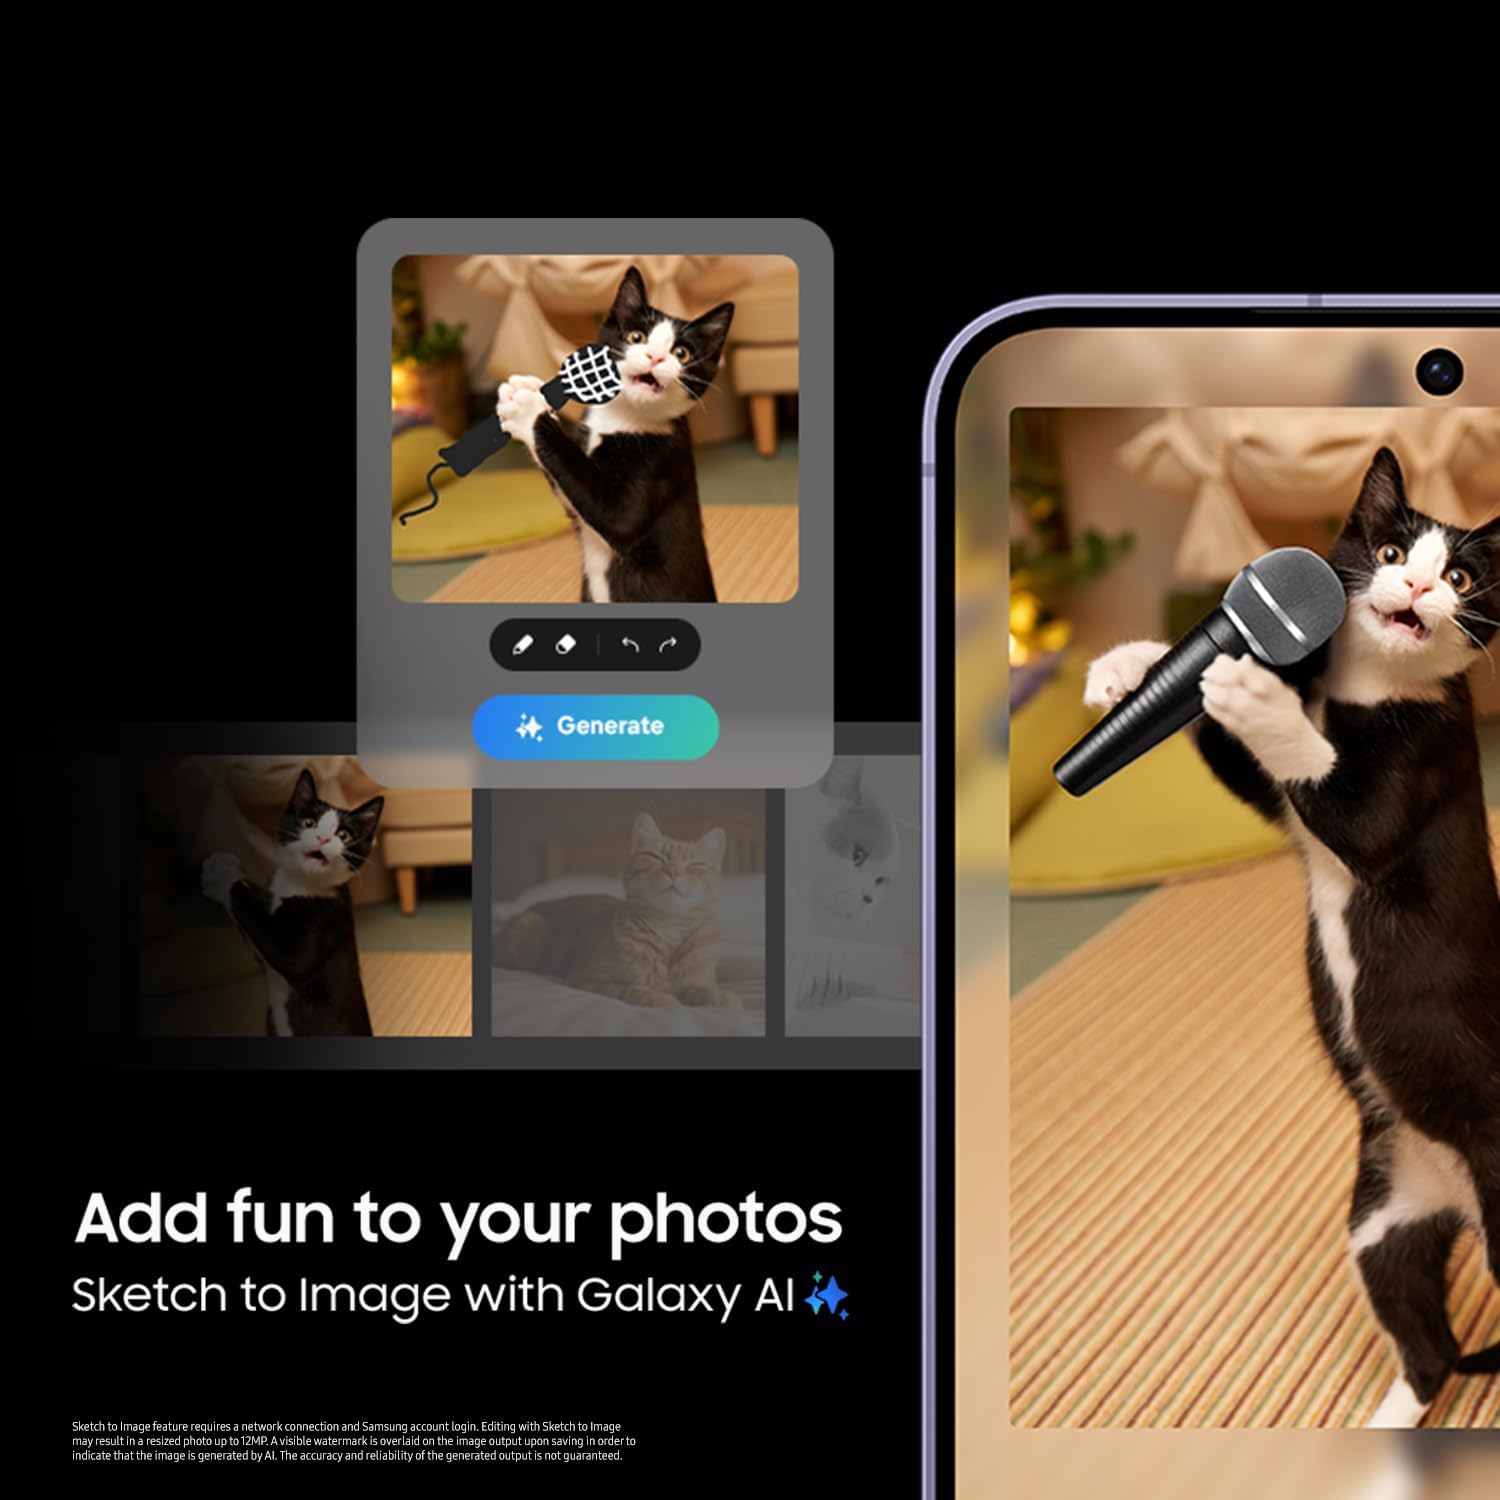 Generate
Add fun to your photos
Sketch to Image with Galaxy AI
Sketch to Image feature requires a network connection and Samsung account login. Editing with Sketch to Image
may result in a resized photo up to 12MP. A visible watermark is overlaid on the image output upon saving in order to
indicate that the image is generated by AI. The accuracy and reliability of the generated output is not guaranteed.